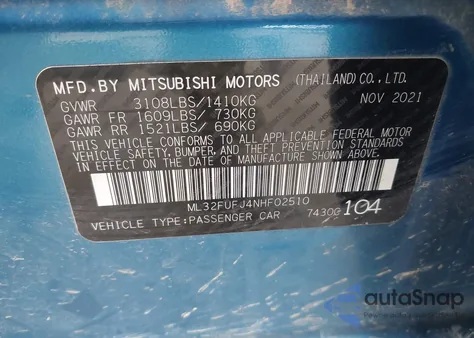 MFD.BY MITSUBISHI MOTORS (THAILAND) CO., LTD.
GVWR 3108LBS/1410KG NOV 2021
GAWR FR 1609LBS/ 730KG
GAWR RR 1521LBS/ 690KG
THIS VEHICLE CONFORMS TO ALL APPLICABLE FEDERAL MOTOR
VEHICLE SAFETY, BUMPER, AND THEFT PREVENTION STANDARDS
IN EFFECT ON THE DATE OF MANUFACTURE SHOWN ABOVE.
ML32FUFJ4NHF02510
VEHICLE TYPE:PASSENGER CAR 7430G104
autoSnap